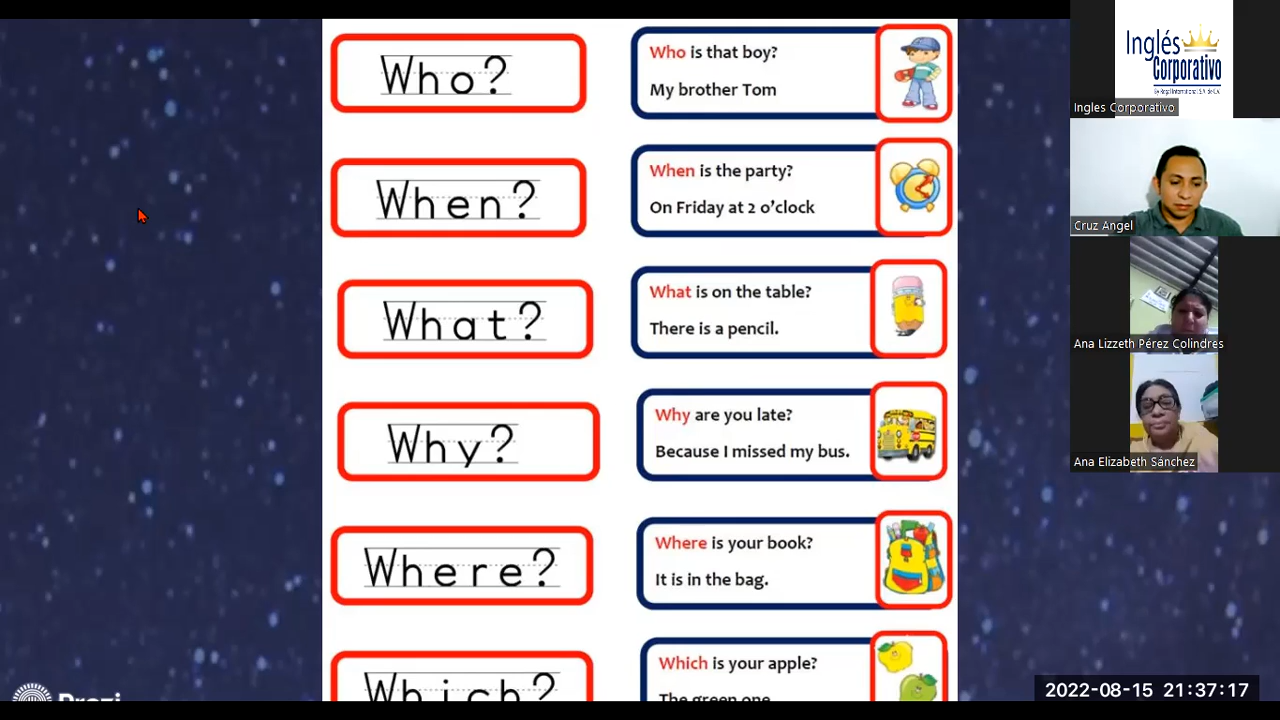 Who?
Who is that boy?
My brother Tom
When?
When is the party?
On Friday at 2 o'clock
What?
What is on the table?
There is a pencil.
Why?
Why are you late?
Because I missed my bus.
Where?
Where is your book?
It is in the bag.
Which?
Which is your apple?
The green one
Prezi
Inglés
Corporativo
Ingles Corporativo
Cruz Angel
Ana Lizzeth Pérez Colindres
Ana Elizabeth Sánchez
2022-08-15 21:37:17